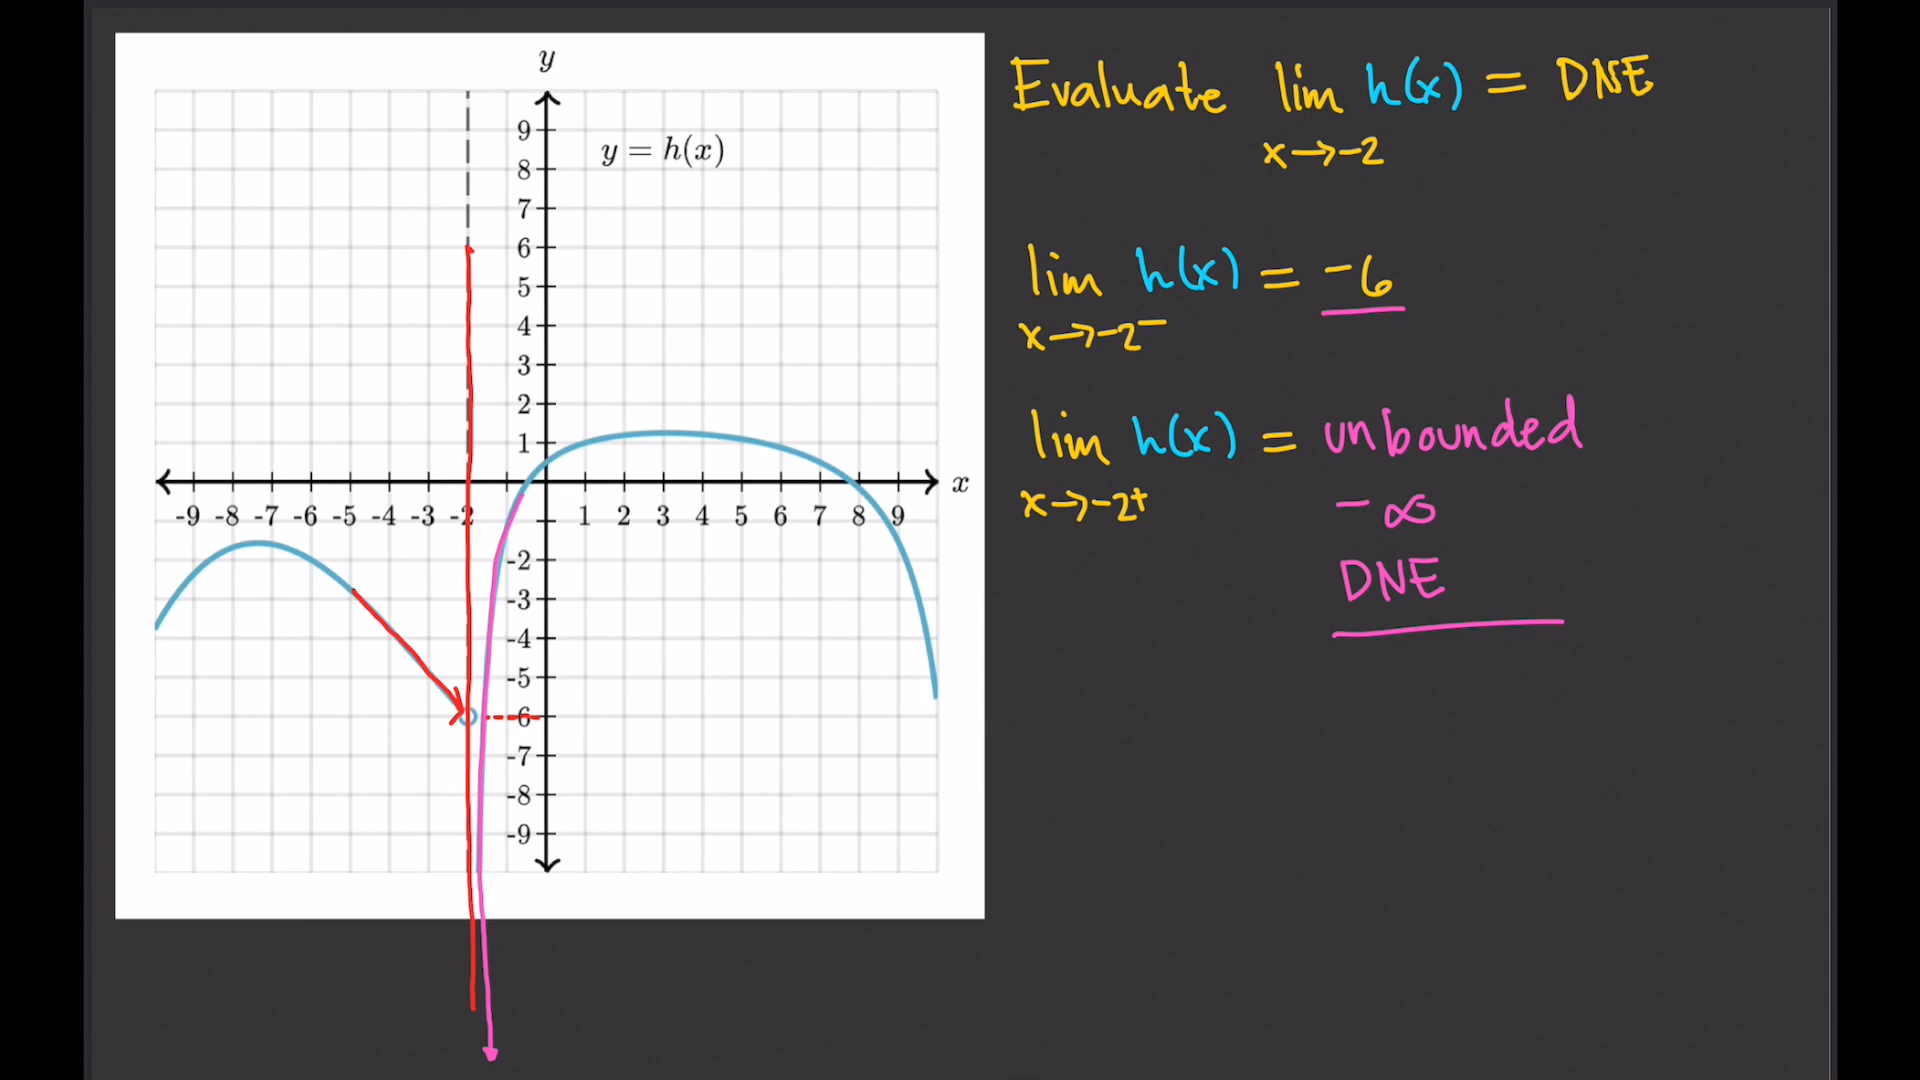 y
9
y = h(x)
8
7
6
5
4
3
2
1
x
-9 -8 -7 -6 -5 -4 -3 -2 1 2 3 4 5 6 7 8 9
-2
-3
-4
-5
-6
-7
-8
-9
Evaluate lim h(x) = DNE
x→-2
lim h(x) = -6
x→-2⁻
lim h(x) = unbounded
x→-2⁺
-∞
DNE